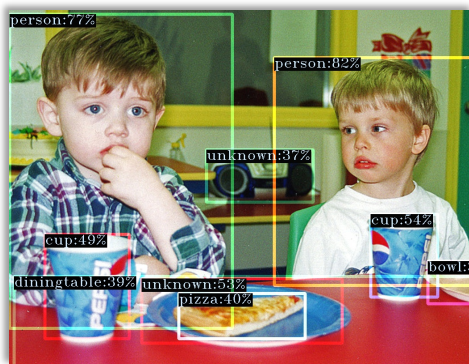 person:77%
person:82%
unknown:37%
cup:54%
cup:49%
bowl:
diningtable:39%
unknown:53%
pizza:40%
PEPSI